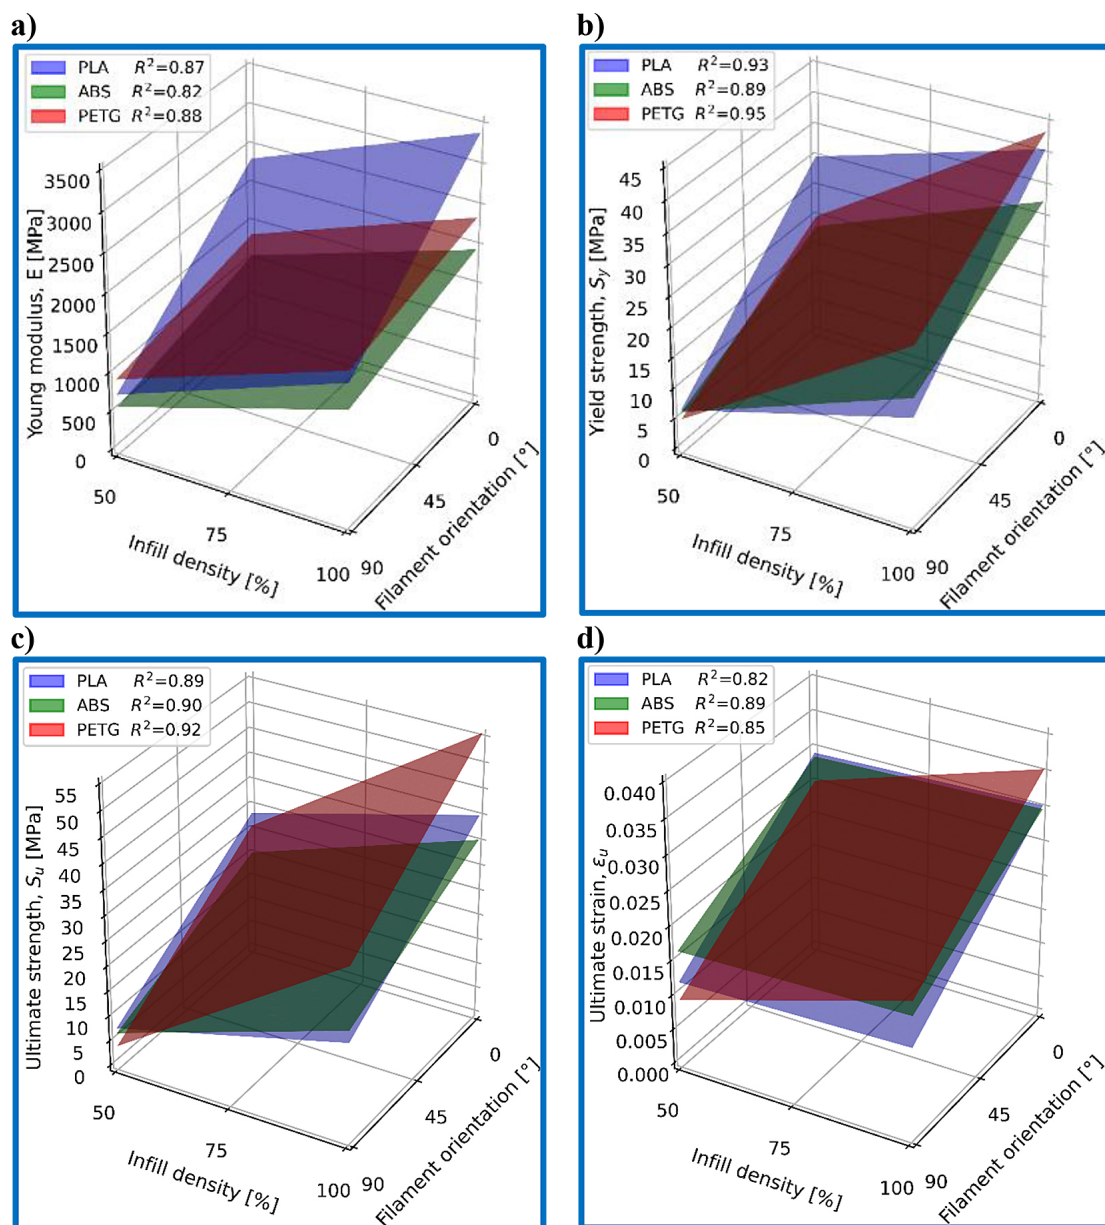 a)
PLA R²=0.87
ABS R²=0.82
PETG R²=0.88
3500
3000
2500
2000
1500
1000
500
0
Young modulus, E [MPa]
50
75
100
Infill density [%]
90
45
0
Filament orientation [°]
b)
PLA R²=0.93
ABS R²=0.89
PETG R²=0.95
45
40
35
30
25
20
15
10
5
0
Yield strength, Sy [MPa]
50
75
100
Infill density [%]
90
45
0
Filament orientation [°]
c)
PLA R²=0.89
ABS R²=0.90
PETG R²=0.92
55
50
45
40
35
30
25
20
15
10
5
0
Ultimate strength, Su [MPa]
50
75
100
Infill density [%]
90
45
0
Filament orientation [°]
d)
PLA R²=0.82
ABS R²=0.89
PETG R²=0.85
0.040
0.035
0.030
0.025
0.020
0.015
0.010
0.005
0.000
Ultimate strain, εu
50
75
100
Infill density [%]
90
45
0
Filament orientation [°]